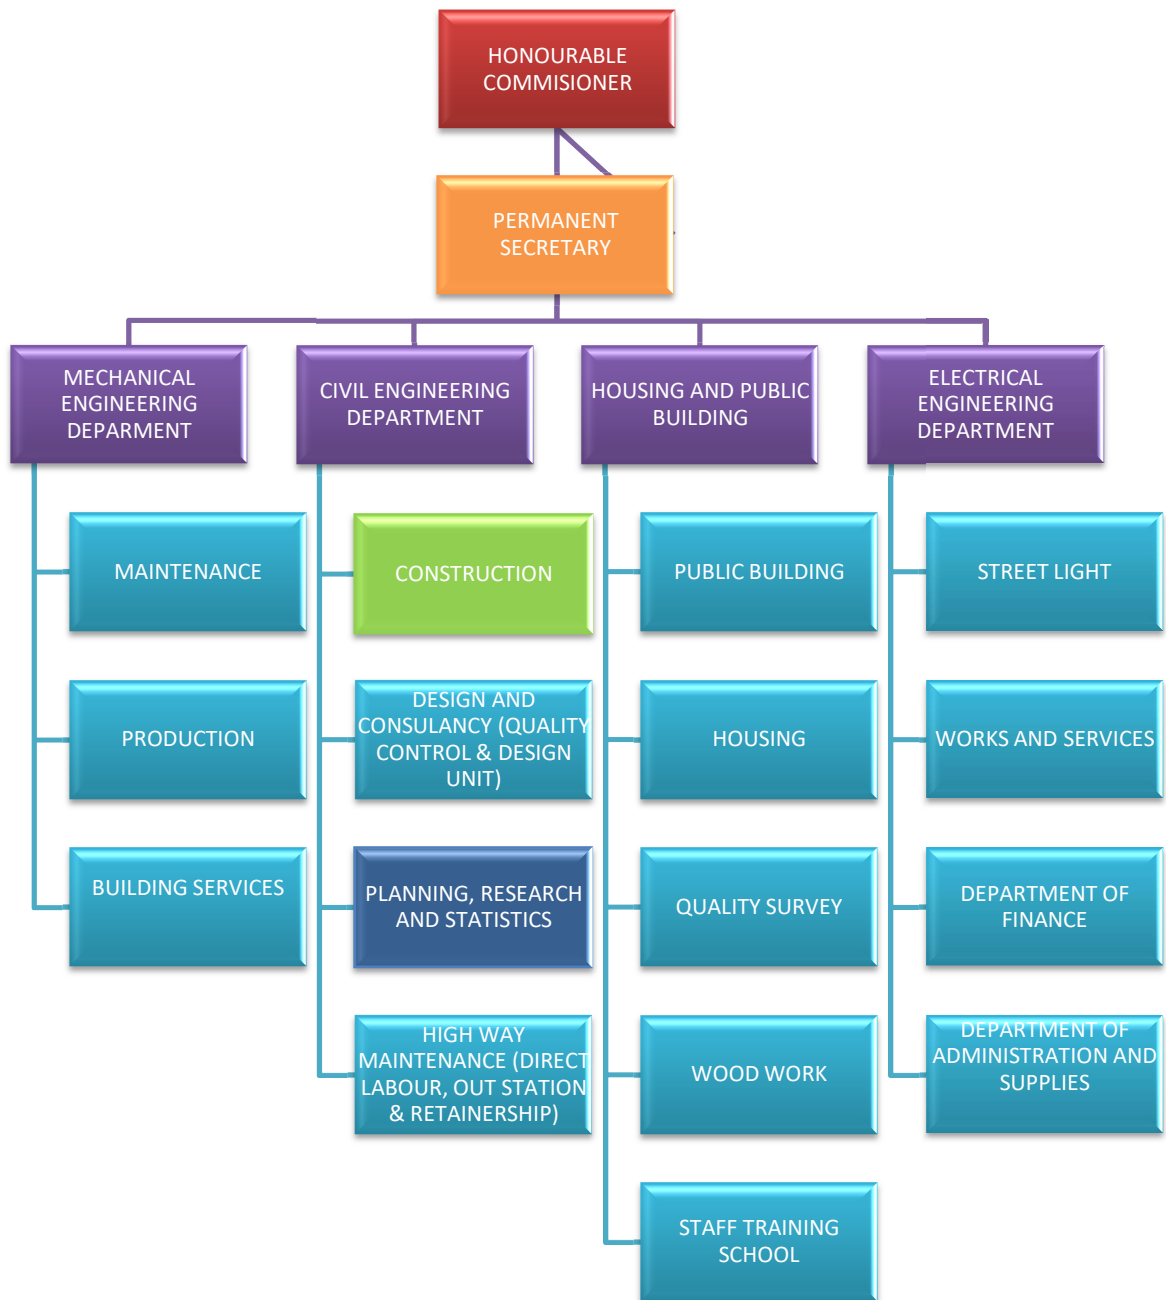 HONOURABLE
COMMISIONER
PERMANENT
SECRETARY
MECHANICAL
ENGINEERING
DEPARMENT
CIVIL ENGINEERING
DEPARTMENT
HOUSING AND PUBLIC
BUILDING
ELECTRICAL
ENGINEERING
DEPARTMENT
MAINTENANCE
CONSTRUCTION
PUBLIC BUILDING
STREET LIGHT
PRODUCTION
DESIGN AND
CONSULANCY (QUALITY
CONTROL & DESIGN
UNIT)
HOUSING
WORKS AND SERVICES
BUILDING SERVICES
PLANNING, RESEARCH
AND STATISTICS
QUALITY SURVEY
DEPARTMENT OF
FINANCE
HIGH WAY
MAINTENANCE (DIRECT
LABOUR, OUT STATION
& RETAINERSHIP)
WOOD WORK
DEPARTMENT OF
ADMINISTRATION AND
SUPPLIES
STAFF TRAINING
SCHOOL